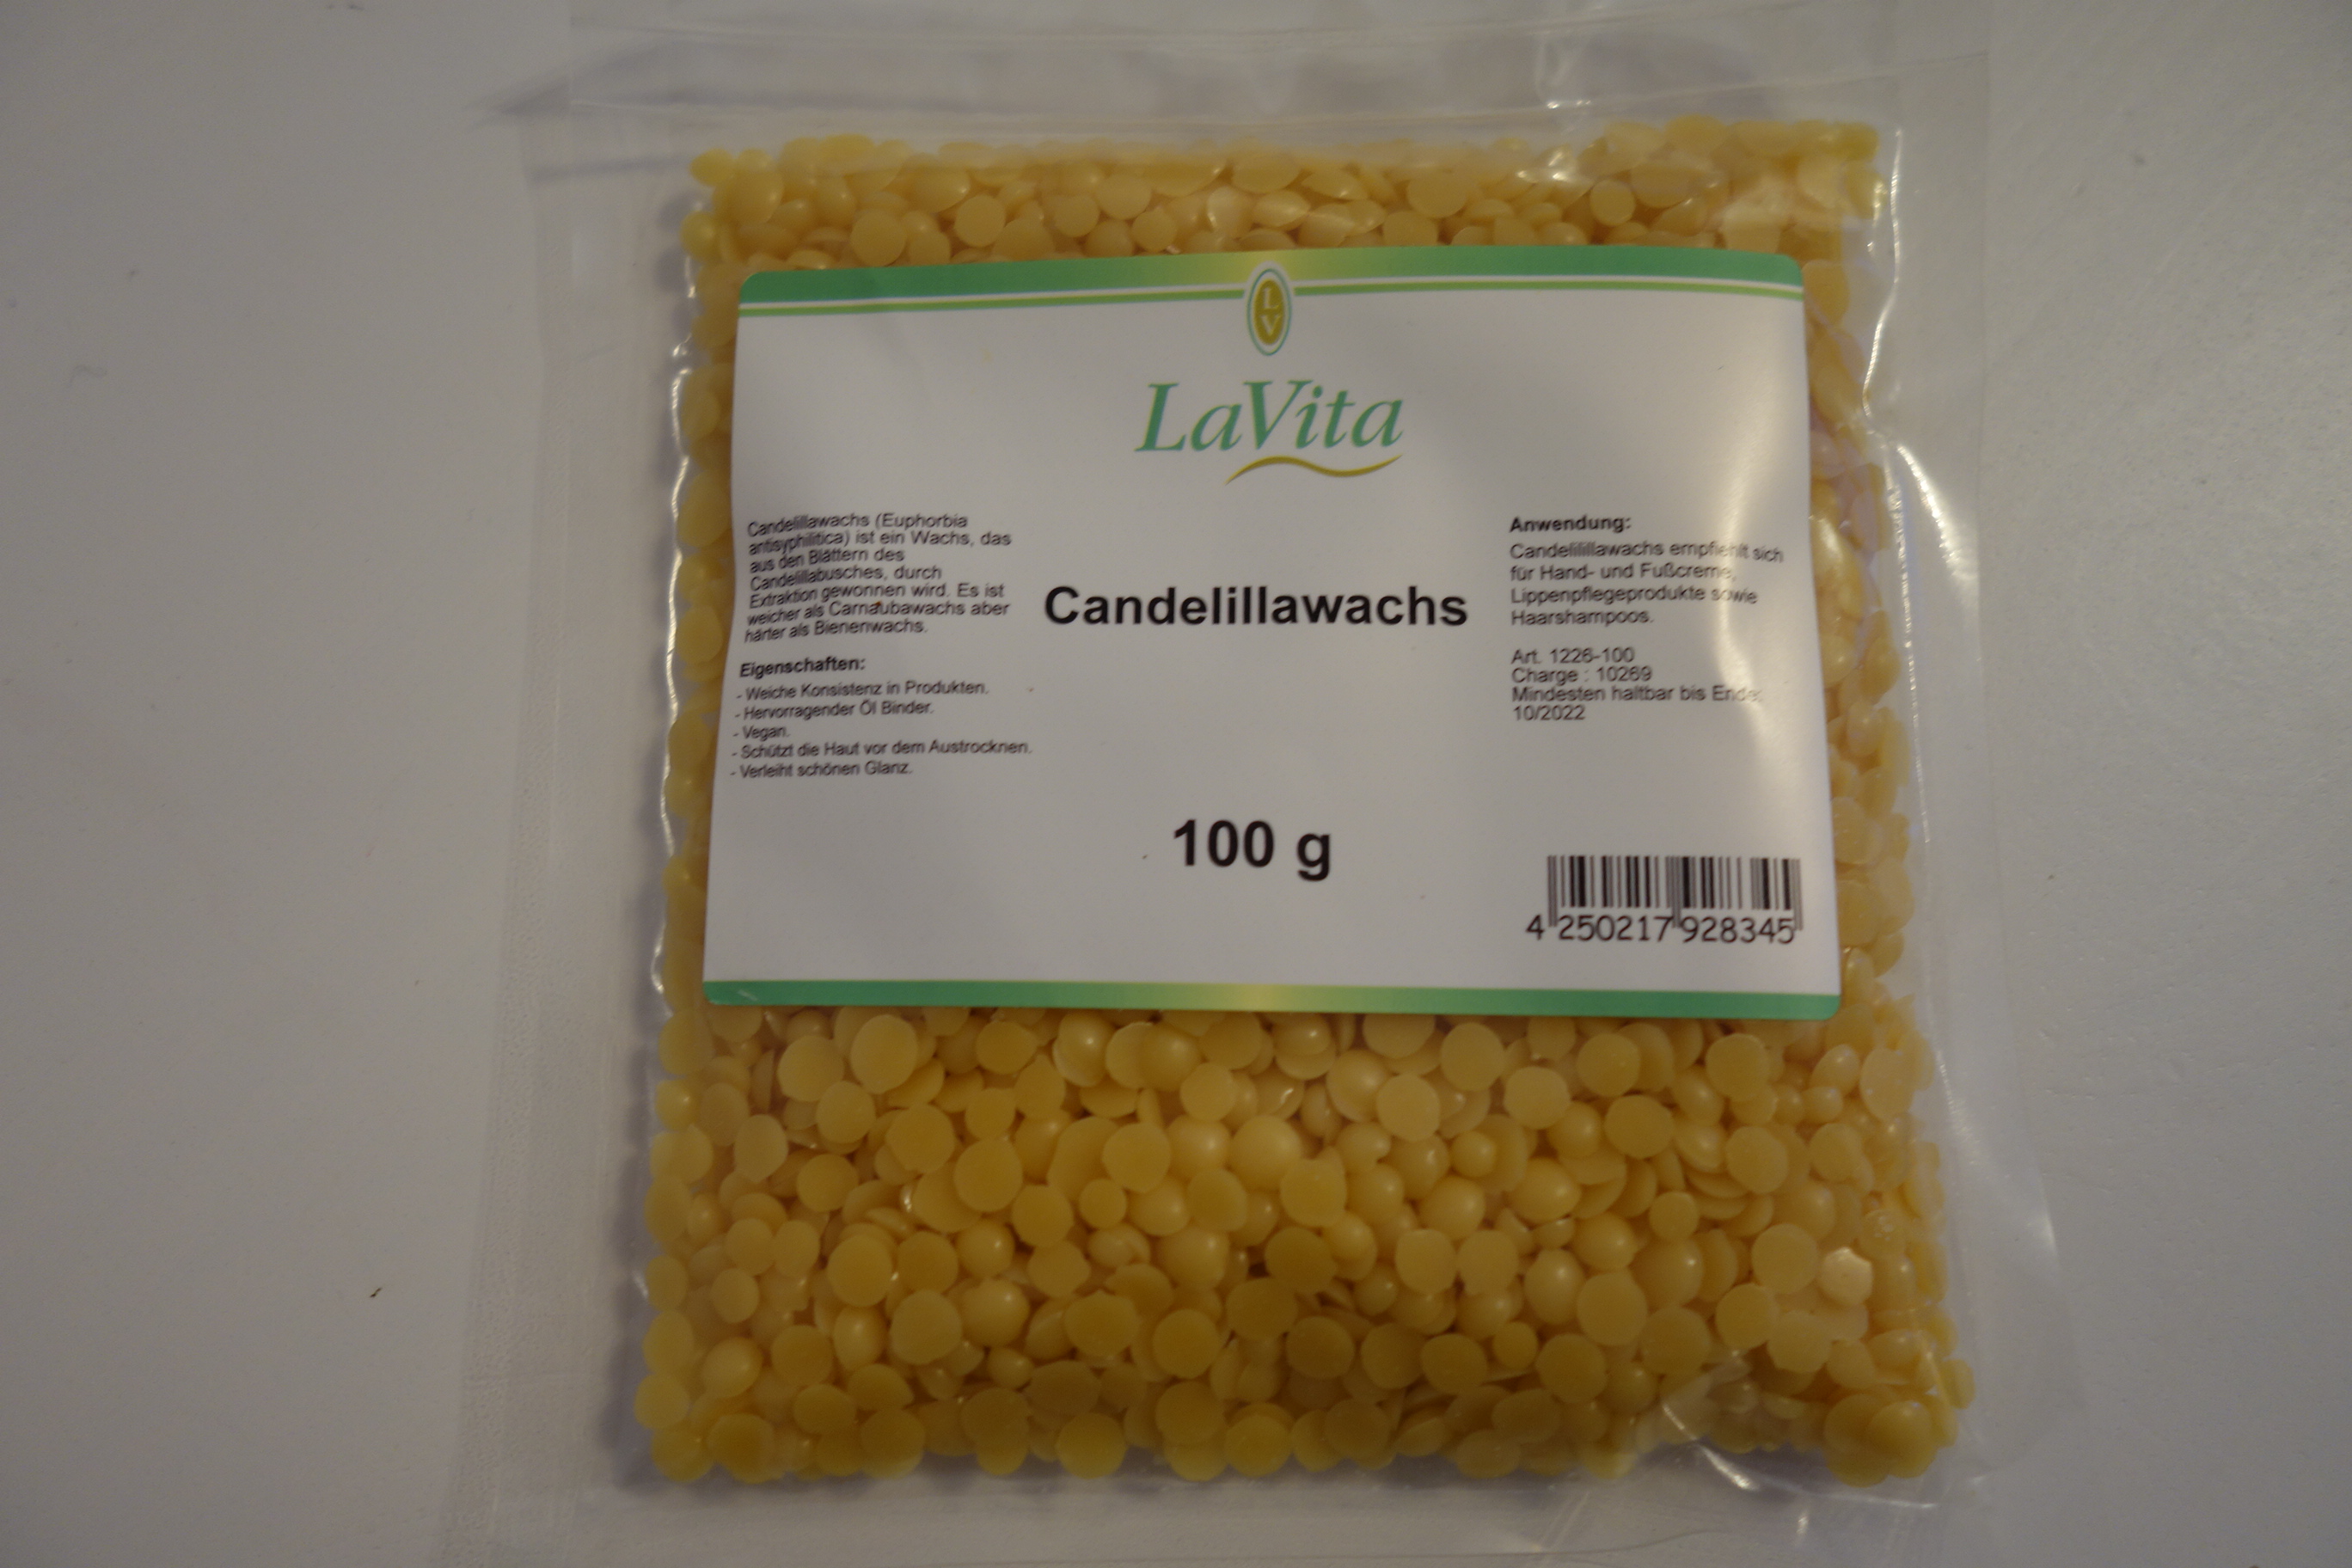 L
V
LaVita
Candelillawachs (Euphorbia
antisyphilitica) ist ein Wachs, das
aus den Blättern des
Candelillabusches, durch
Extraktion gewonnen wird. Es ist
weicher als Carnaubawachs aber
härter als Bienenwachs.
Eigenschaften:
- Weiche Konsistenz in Produkten.
- Hervorragender Öl Binder.
- Vegan.
- Schützt die Haut vor dem Austrocknen.
- Verleiht schönen Glanz.
Candelillawachs
100 g
Anwendung:
Candelilillawachs empfiehlt sich
für Hand- und Fußcreme,
Lippenpflegeprodukte sowie
Haarshampoos.
Art. 1226-100
Charge : 10269
Mindesten haltbar bis Ende:
10/2022
4 250217 928345